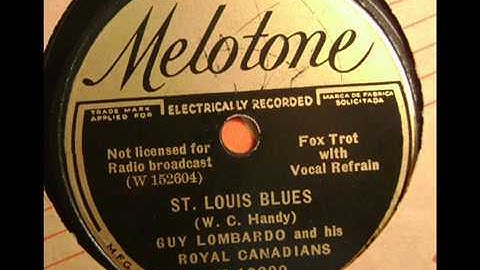 Melotone
TRADE MARK
APPLIED FOR
ELECTRICALLY RECORDED
MARCA DE FABRICA
SOLICITADA
Not licensed for
Radio broadcast
(W 152604)
Fox Trot
with
Vocal Refrain
ST. LOUIS BLUES
(W. C. Handy)
GUY LOMBARDO and his
ROYAL CANADIANS
MFG